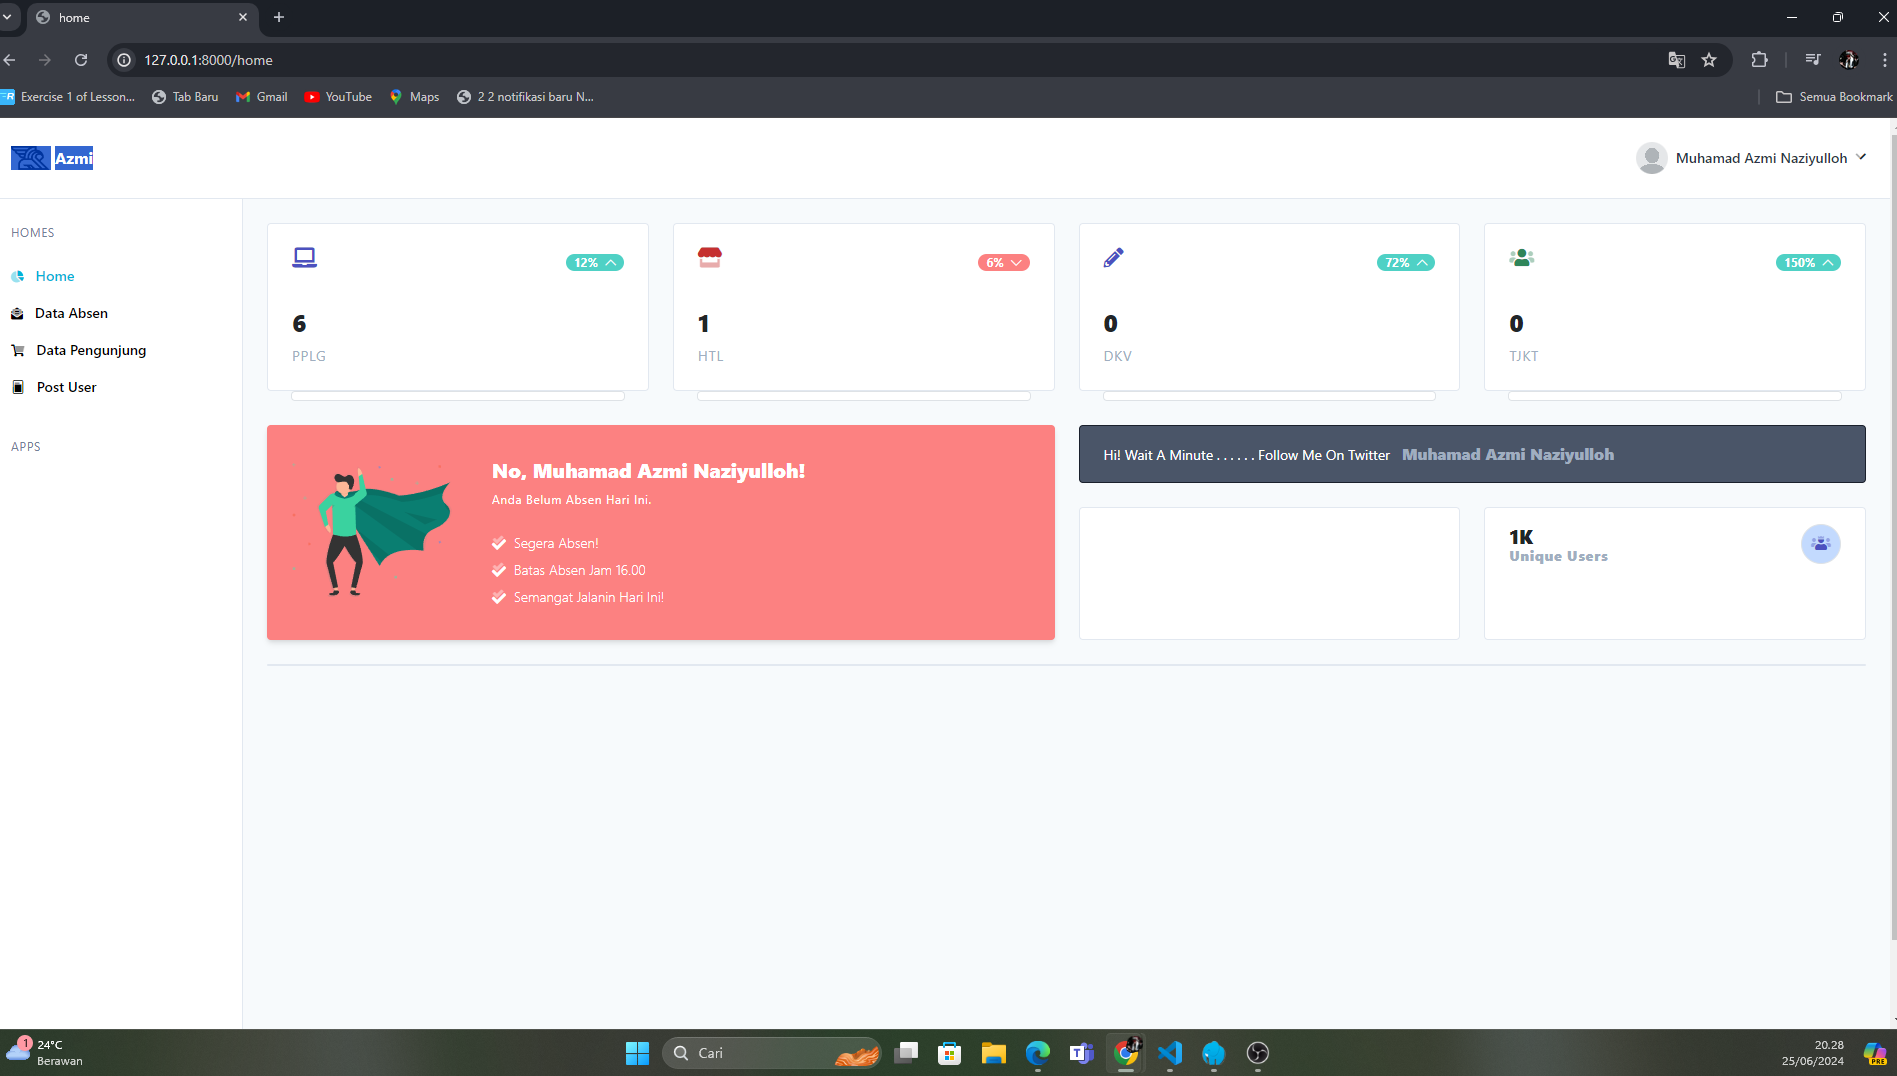 home
127.0.0.1:8000/home
Exercise 1 of Lesson...
Tab Baru
Gmail
YouTube
Maps
2 2 notifikasi baru N...
Semua Bookmark
Azmi
Muhamad Azmi Naziyulloh
HOMES
Home
Data Absen
Data Pengunjung
Post User
APPS
12%
6
PPLG
6%
1
HTL
72%
0
DKV
150%
0
TJKT
No, Muhamad Azmi Naziyulloh!
Anda Belum Absen Hari Ini.
Segera Absen!
Batas Absen Jam 16.00
Semangat Jalanin Hari Ini!
Hi! Wait A Minute . . . . . . Follow Me On Twitter Muhamad Azmi Naziyulloh
1K
Unique Users
1
24°C
Berawan
Cari
20.28
25/06/2024
PRE